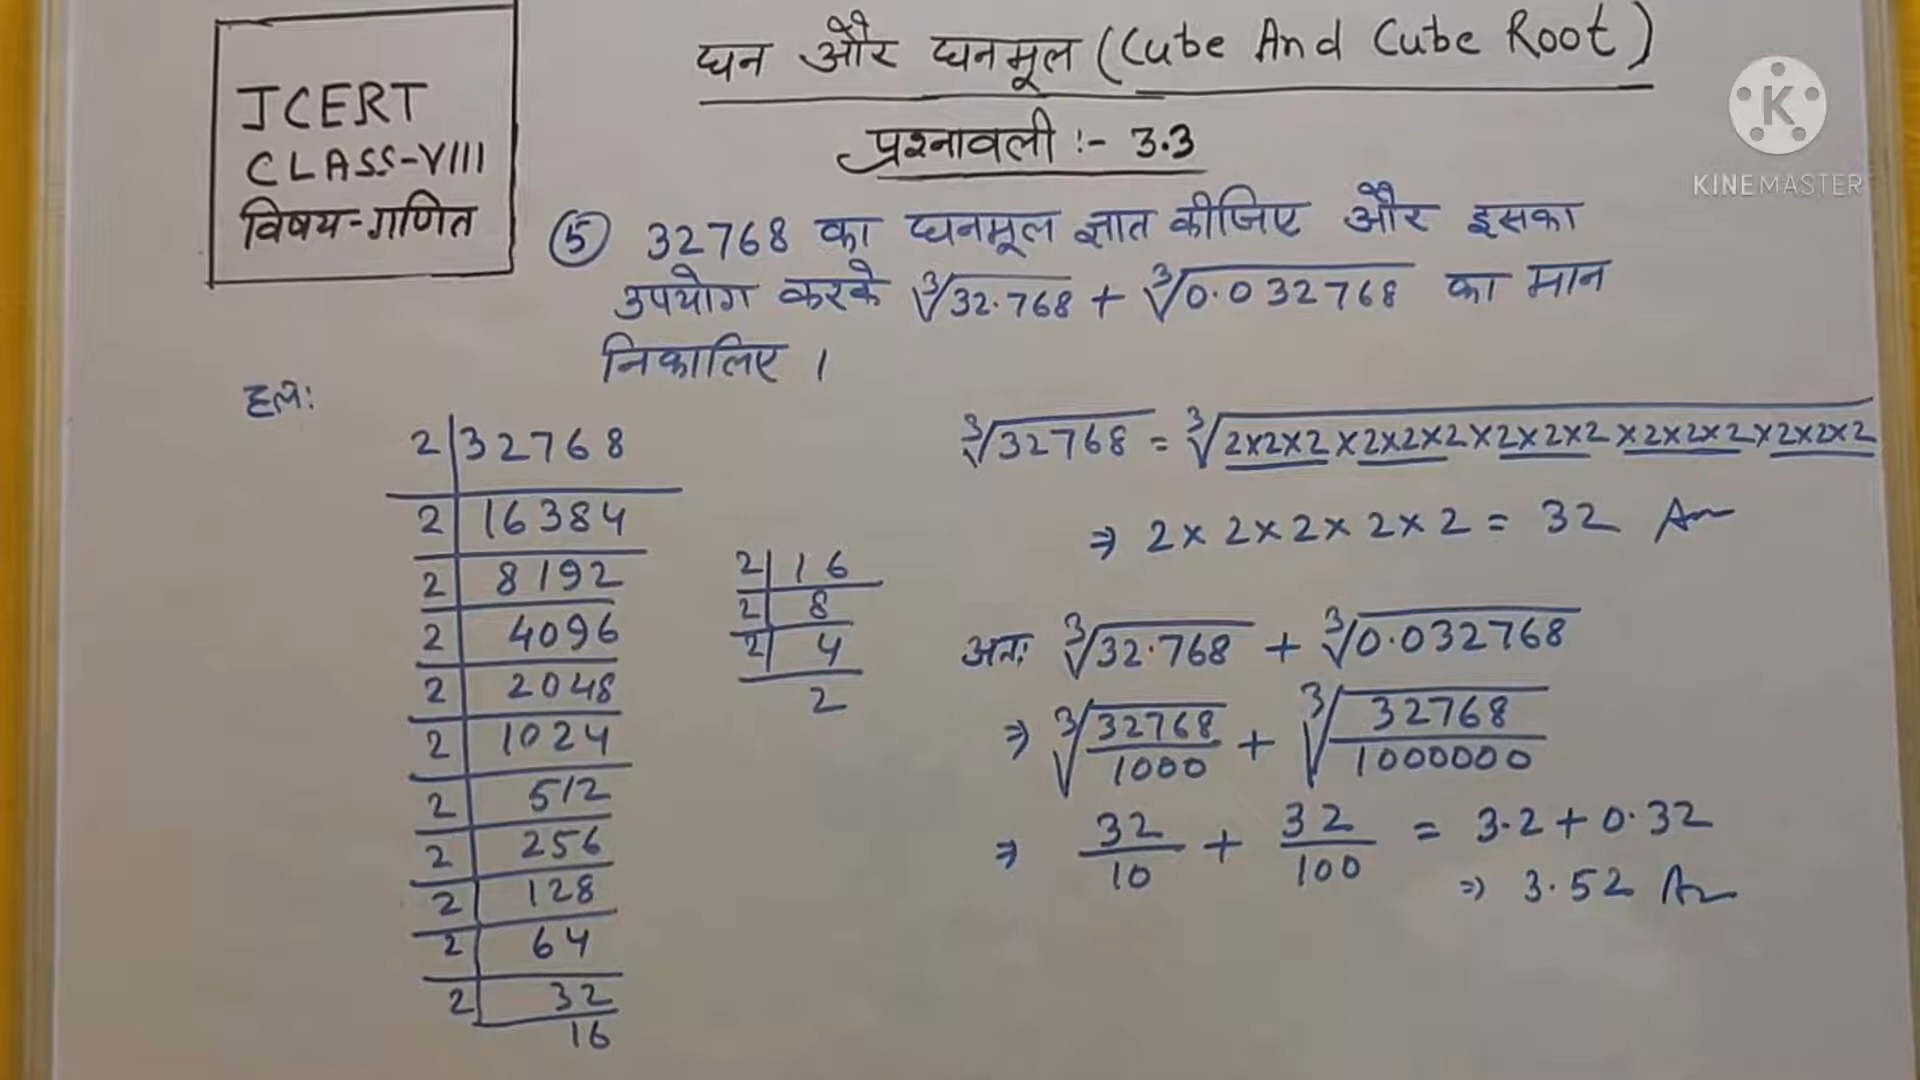 JCERT
CLASS-VIII
विषय-गणित
घन और घनमूल (Cube And Cube Root)
प्रश्नावली :- 3.3
KINEMASTER
⑤ 32768 का घनमूल ज्ञात कीजिए और इसका
उपयोग करके ∛32.768 + ∛0.032768 का मान
निकालिए ।
हल:
2|32768
2|16384
2|8192
2|4096
2|2048
2|1024
2|512
2|256
2|128
2|64
2|32
16
2|16
2|8
2|4
2
∛32768 = ∛2×2×2×2×2×2×2×2×2×2×2×2×2×2×2
⇒ 2×2×2×2×2 = 32 Ans
अतः ∛32.768 + ∛0.032768
⇒ ∛32768/1000 + ∛32768/1000000
⇒ 32/10 + 32/100 = 3.2 + 0.32
⇒ 3.52 Ans